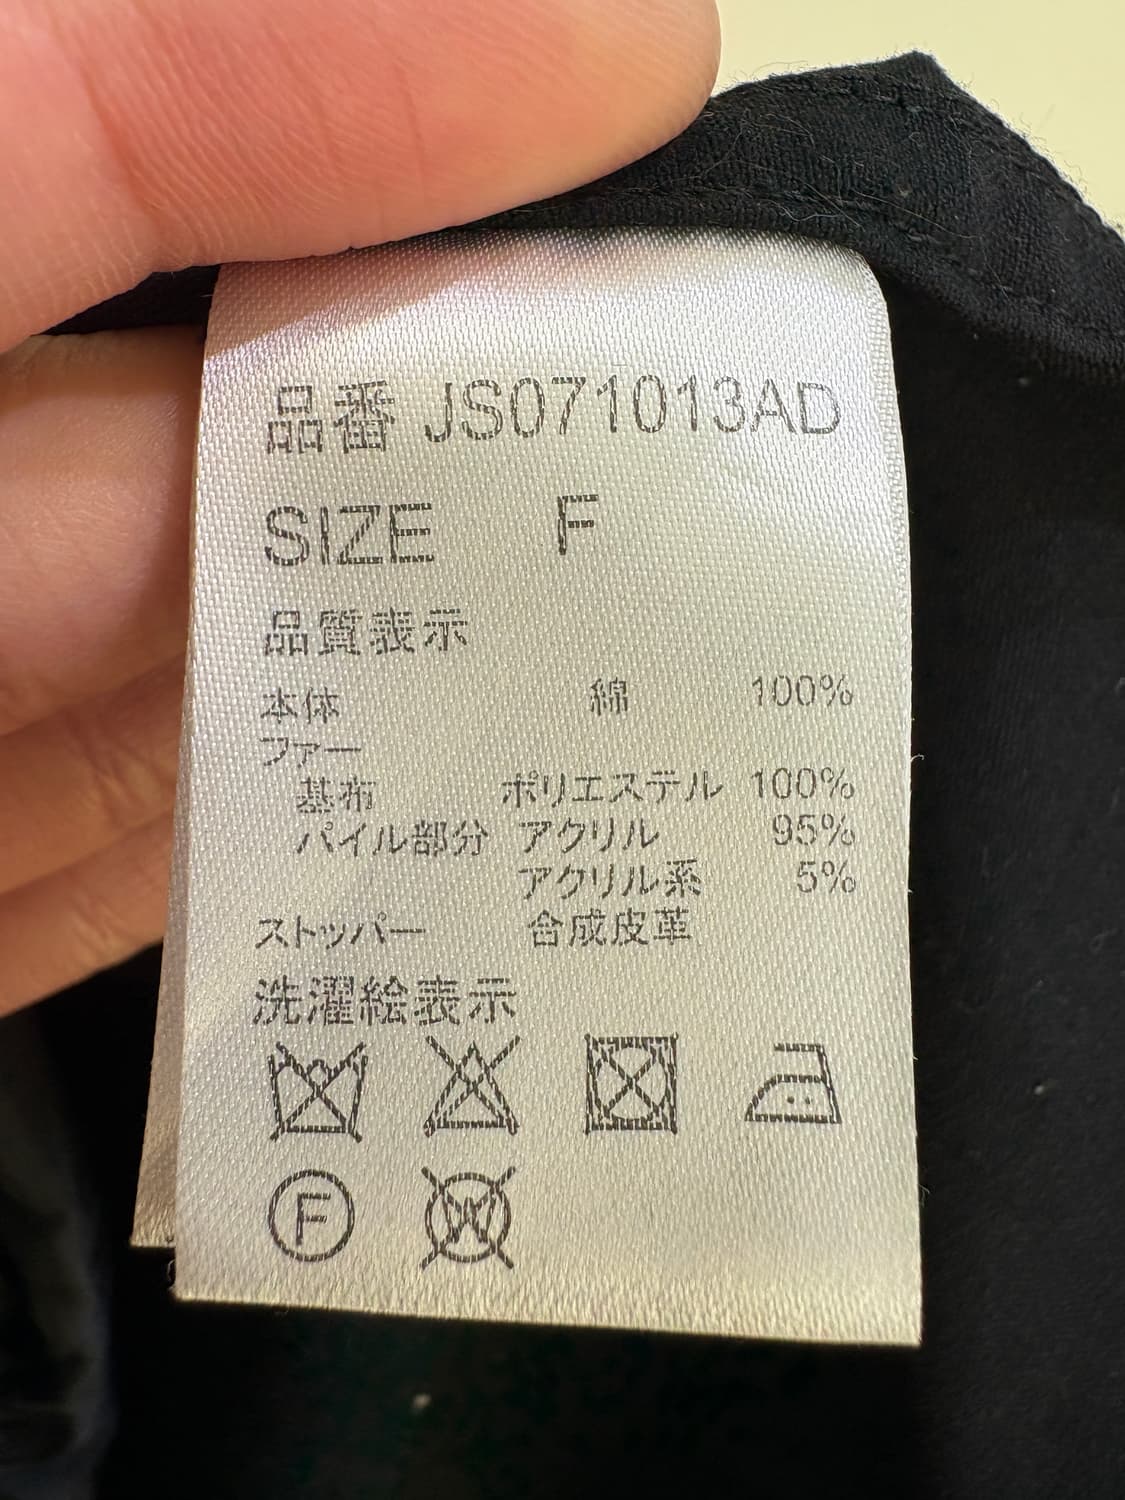 品番 JS071013AD
SIZE F
品質表示
本体 綿 100%
ファー
基布 ポリエステル 100%
パイル部分 アクリル 95%
アクリル系 5%
ストッパー 合成皮革
洗濯絵表示
F
W